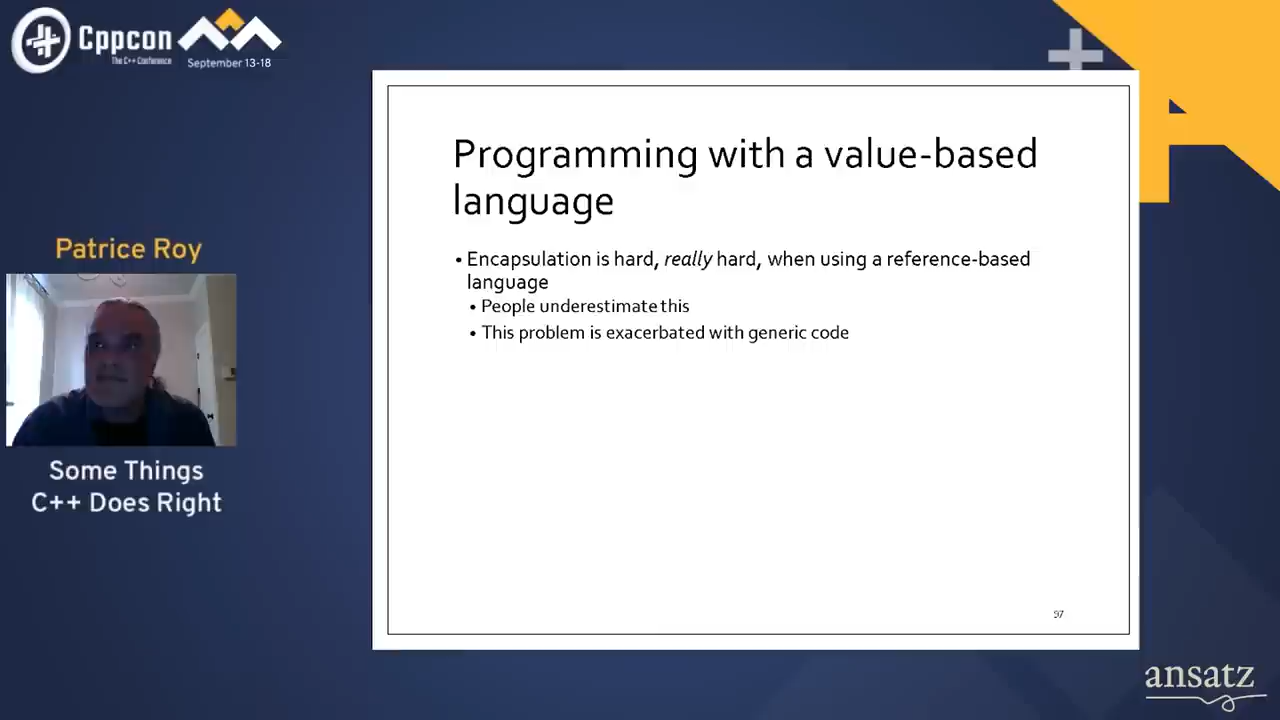 Cppcon
The C++ Conference
September 13-18
Programming with a value-based
language
Patrice Roy
• Encapsulation is hard, really hard, when using a reference-based
language
• People underestimate this
• This problem is exacerbated with generic code
Some Things
C++ Does Right
97
ansatz